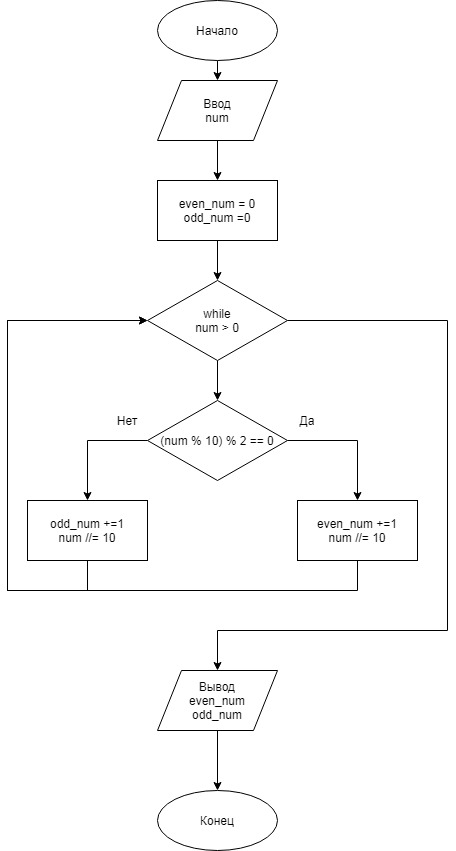 Начало
Ввод
num
even_num = 0
odd_num =0
while
num > 0
Нет
Да
(num % 10) % 2 == 0
odd_num +=1
num //= 10
even_num +=1
num //= 10
Вывод
even_num
odd_num
Конец